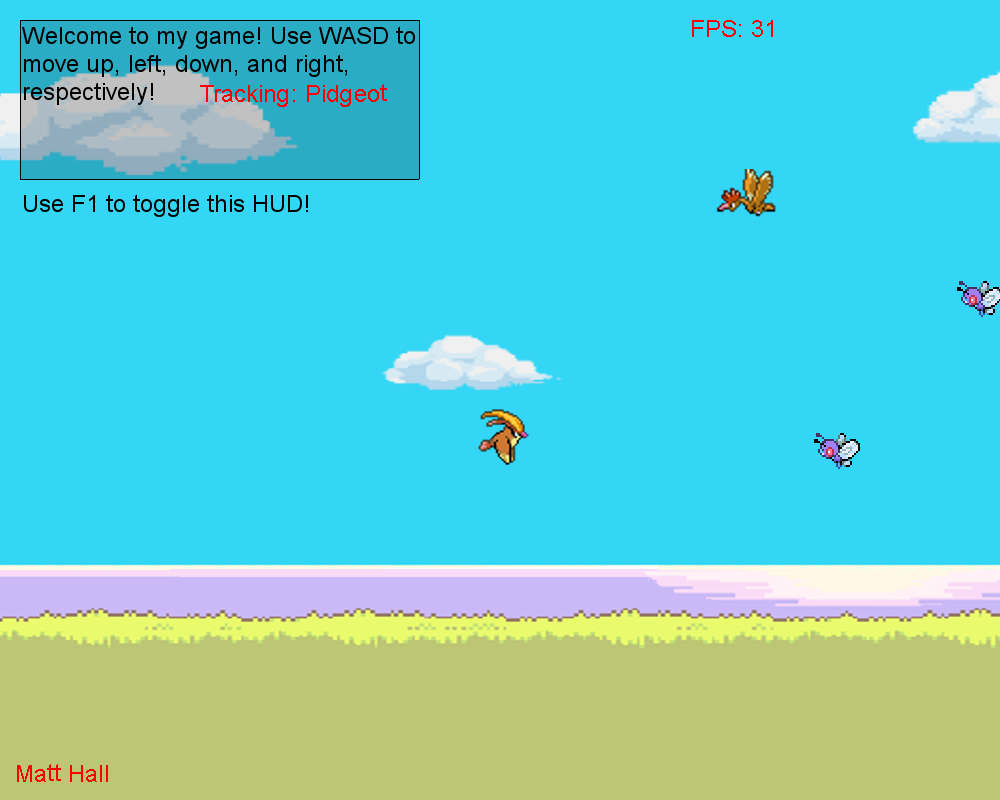 FPS: 31
Welcome to my game! Use WASD to
move up, left, down, and right,
respectively!
Tracking: Pidgeot
Use F1 to toggle this HUD!
Matt Hall